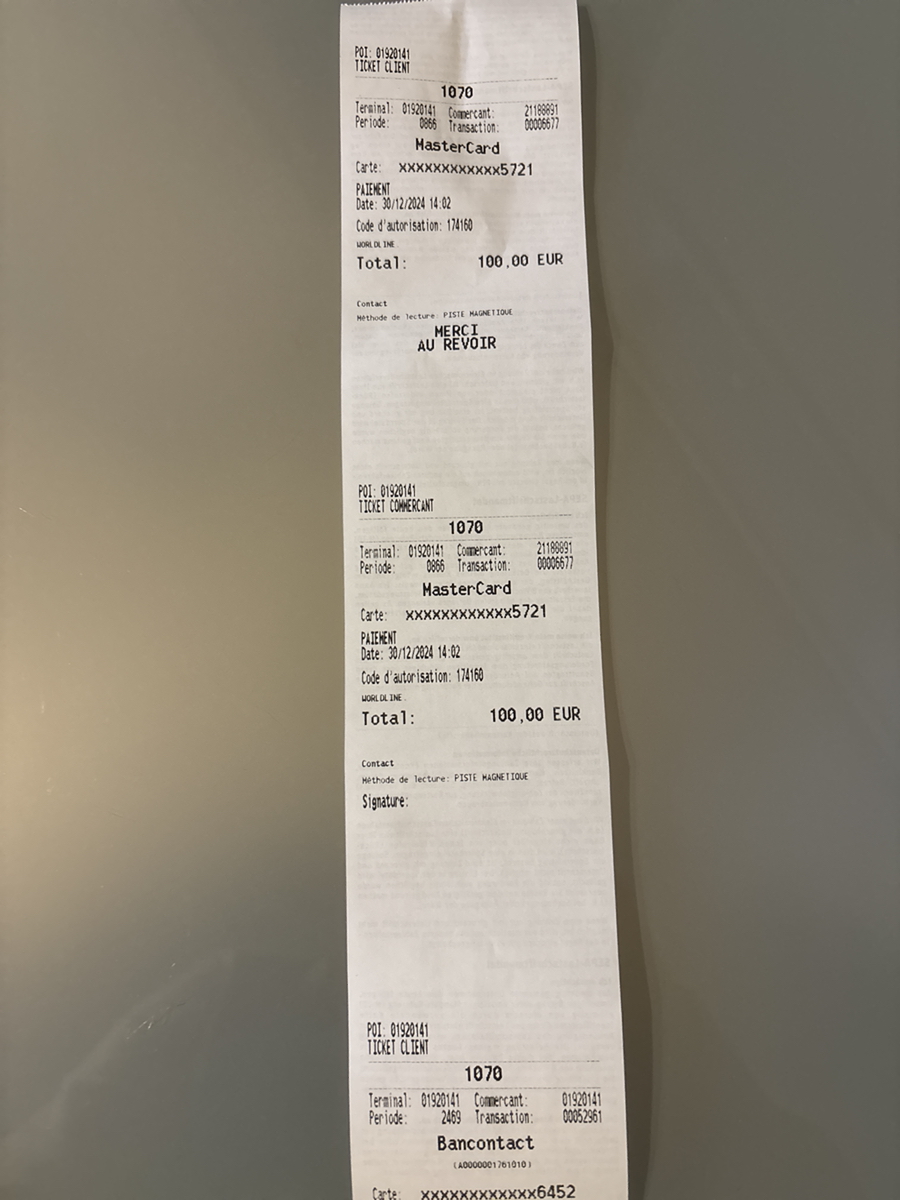 POI: 01920141
TICKET CLIENT
1070
Terminal: 01920141 Commercant: 21188891
Periode: 0866 Transaction: 00006677
MasterCard
Carte: xxxxxxxxxxxx5721
PAIEMENT
Date: 30/12/2024 14:02
Code d'autorisation: 174160
WORLDLINE
Total: 100,00 EUR
Contact
Méthode de lecture: PISTE MAGNETIQUE
MERCI
AU REVOIR
POI: 01920141
TICKET COMMERCANT
1070
Terminal: 01920141 Commercant: 21188891
Periode: 0866 Transaction: 00006677
MasterCard
Carte: xxxxxxxxxxxx5721
PAIEMENT
Date: 30/12/2024 14:02
Code d'autorisation: 174160
WORLDLINE
Total: 100,00 EUR
Contact
Méthode de lecture: PISTE MAGNETIQUE
Signature:
POI: 01920141
TICKET CLIENT
1070
Terminal: 01920141 Commercant: 01920141
Periode: 2469 Transaction: 00052961
Bancontact
(A0000001761010)
Carte: xxxxxxxxxxxx6452